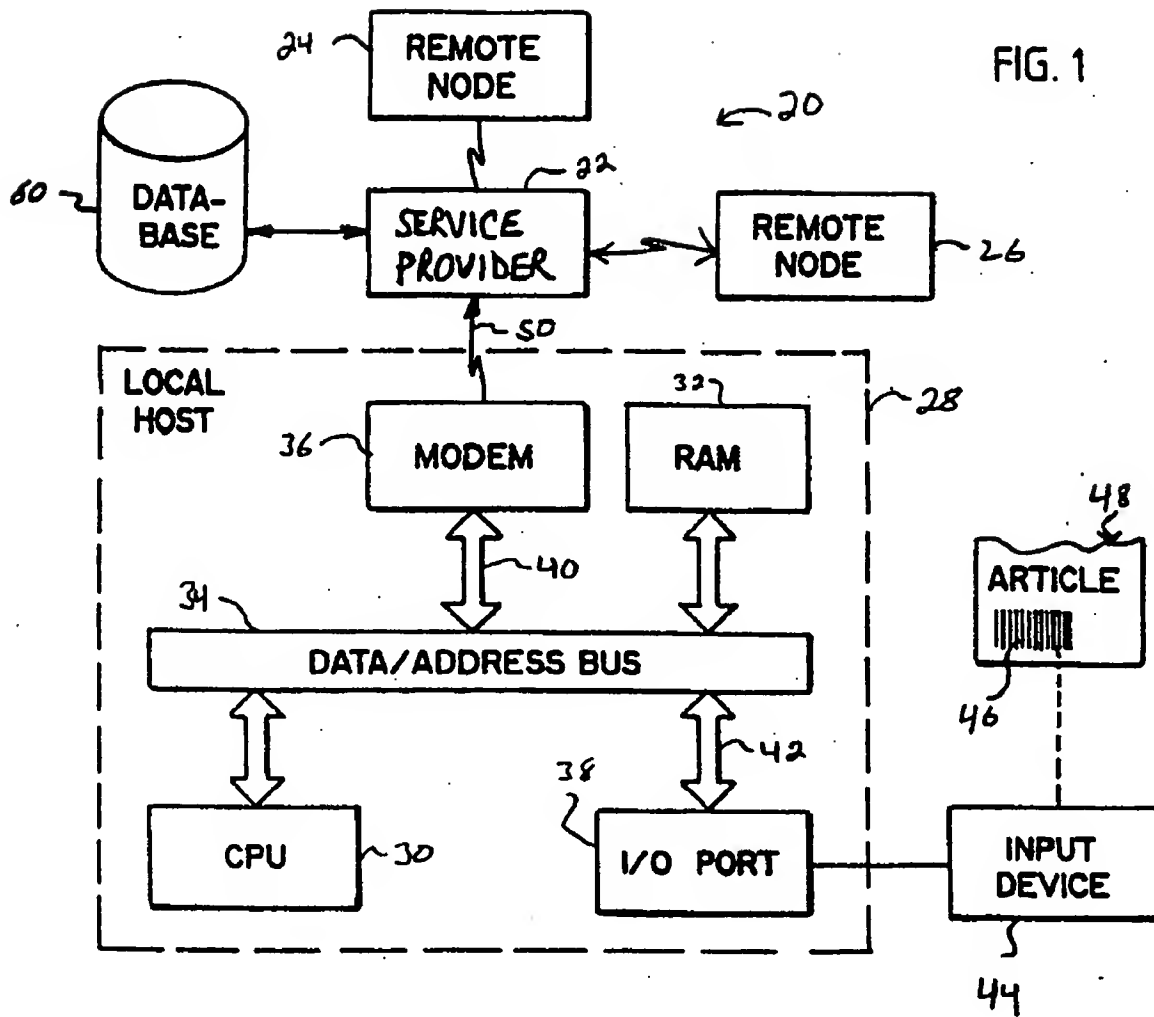 FIG. 1
24
REMOTE
NODE
20
60
DATA-
BASE
22
SERVICE
PROVIDER
REMOTE
NODE
26
50
LOCAL
HOST
28
36
MODEM
32
RAM
40
48
ARTICLE
46
34
DATA/ADDRESS BUS
42
38
CPU
30
I/O PORT
INPUT
DEVICE
44